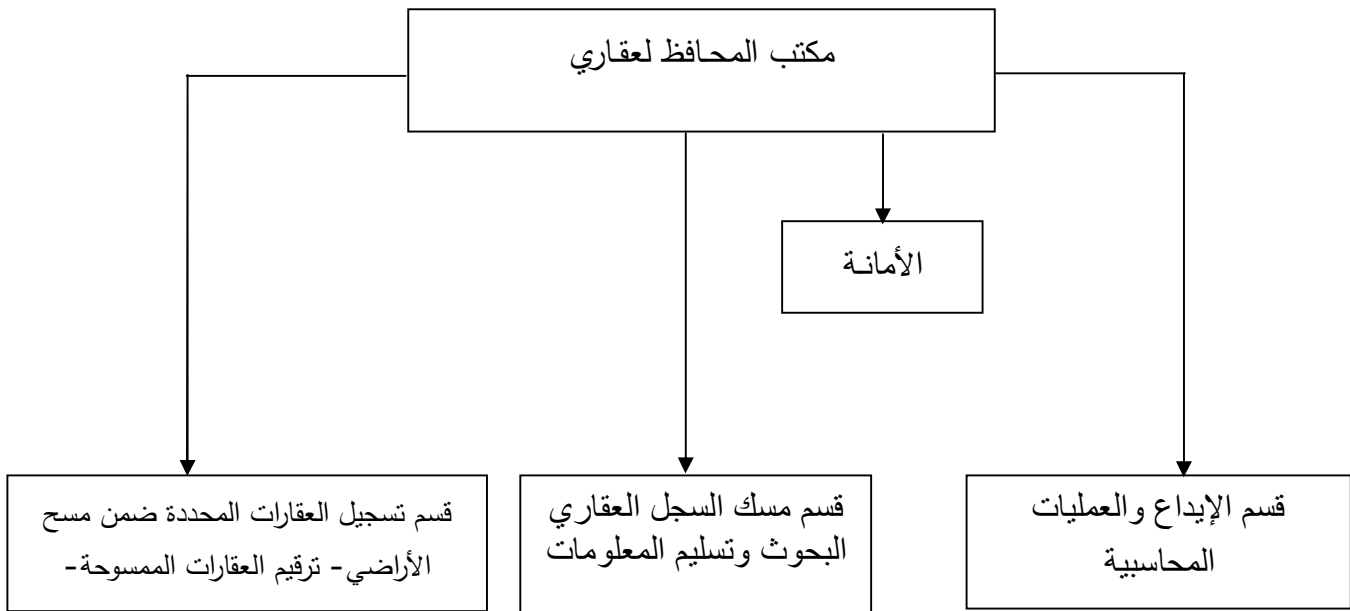 مكتب المحافظ لعقاري
الأمانة
قسم الإيداع والعمليات
المحاسبية
قسم مسك السجل العقاري
البحوث وتسليم المعلومات
قسم تسجيل العقارات المحددة ضمن مسح
الأراضي - ترقيم العقارات الممسوحة -